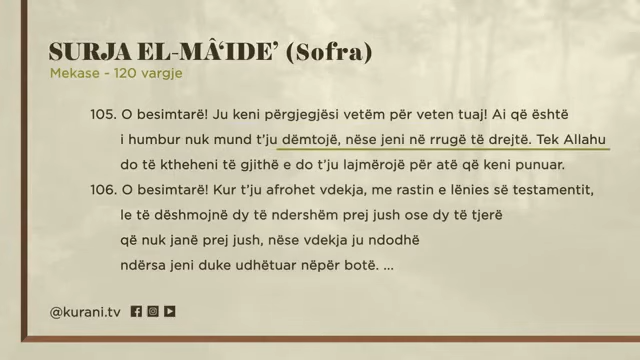 SURJA EL-MÂ‘IDE’ (Sofra)
Mekase - 120 vargje
105. O besimtarë! Ju keni përgjegjësi vetëm për veten tuaj! Ai që është
i humbur nuk mund t’ju dëmtojë, nëse jeni në rrugë të drejtë. Tek Allahu
do të ktheheni të gjithë e do t’ju lajmërojë për atë që keni punuar.
106. O besimtarë! Kur t’ju afrohet vdekja, me rastin e lënies së testamentit,
le të dëshmojnë dy të ndershëm prej jush ose dy të tjerë
që nuk janë prej jush, nëse vdekja ju ndodhë
ndërsa jeni duke udhëtuar nëpër botë. ...
@kurani.tv